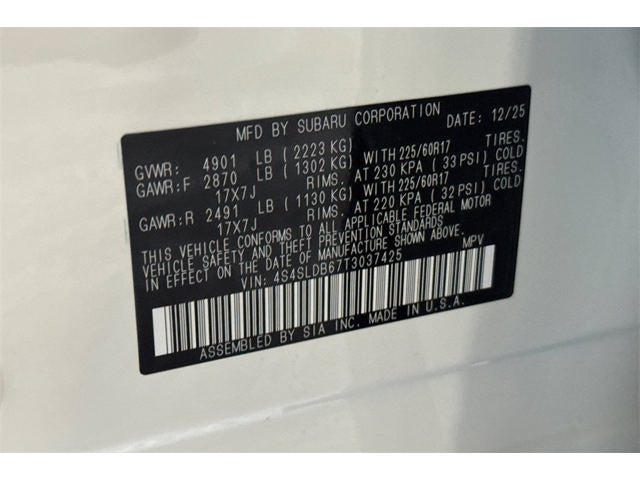 MFD BY SUBARU CORPORATION DATE: 12/25
GVWR: 4901 LB (2223 KG)
GAWR:F 2870 LB (1302 KG) WITH 225/60R17 TIRES.
17X7J RIMS. AT 230 KPA (33 PSI) COLD
GAWR:R 2491 LB (1130 KG) WITH 225/60R17 TIRES.
17X7J RIMS. AT 220 KPA (32 PSI) COLD
THIS VEHICLE CONFORMS TO ALL APPLICABLE FEDERAL MOTOR
VEHICLE SAFETY AND THEFT PREVENTION STANDARDS
IN EFFECT ON THE DATE OF MANUFACTURE SHOWN ABOVE.
VIN: 4S4SLDB67T3037425 MPV
ASSEMBLED BY SIA INC. MADE IN U.S.A.